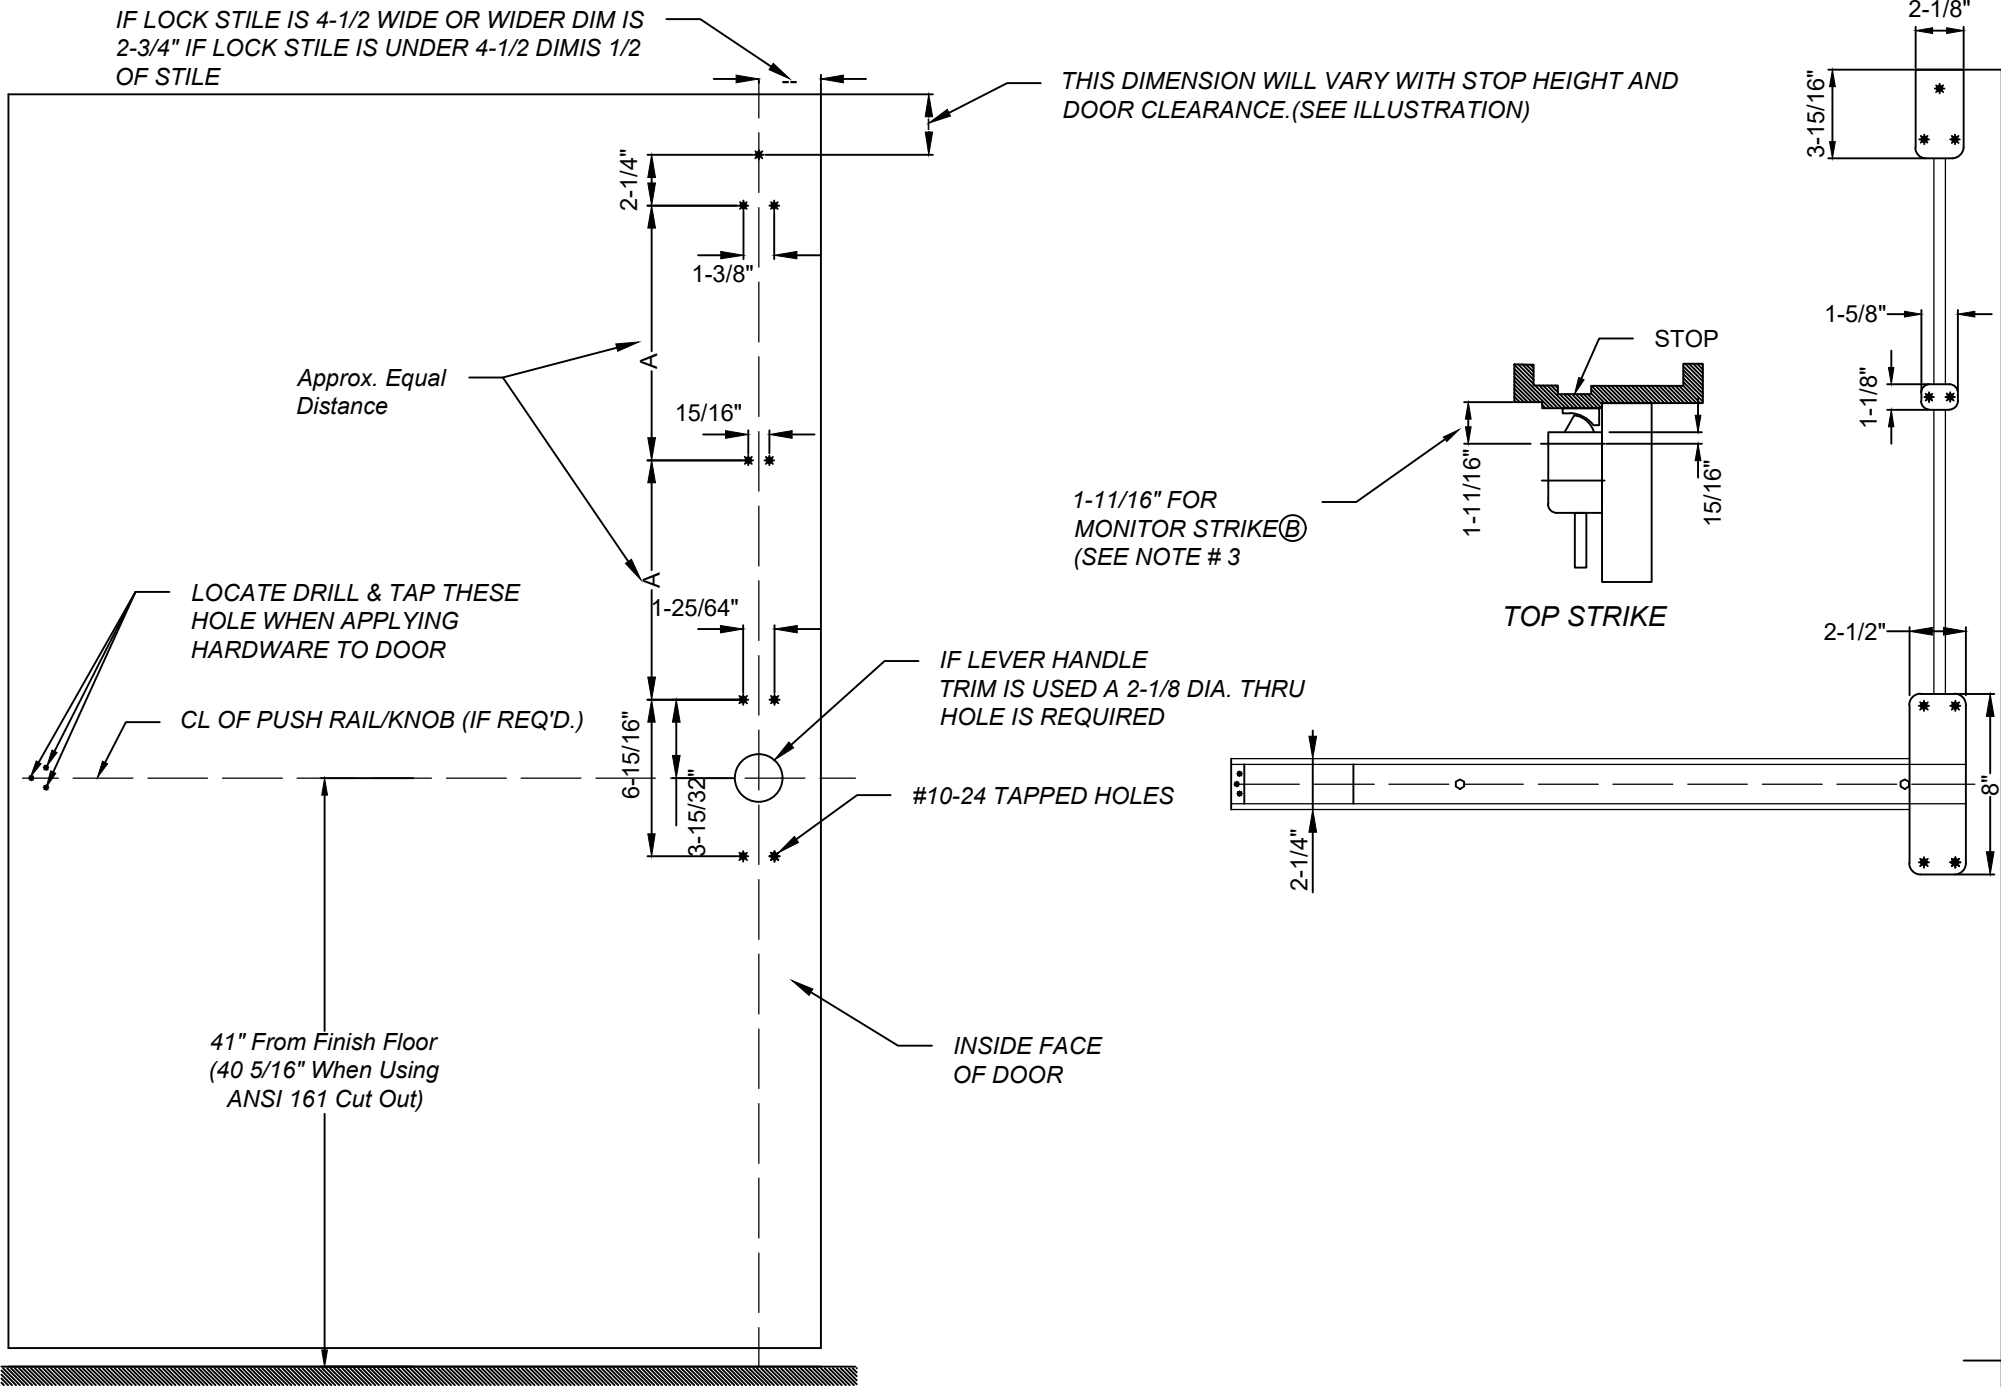 IF LOCK STILE IS 4-1/2 WIDE OR WIDER DIM IS
2-3/4" IF LOCK STILE IS UNDER 4-1/2 DIMIS 1/2
OF STILE
--
THIS DIMENSION WILL VARY WITH STOP HEIGHT AND
DOOR CLEARANCE.(SEE ILLUSTRATION)
2-1/4"
1-3/8"
A
Approx. Equal
Distance
15/16"
A
1-25/64"
LOCATE DRILL & TAP THESE
HOLE WHEN APPLYING
HARDWARE TO DOOR
CL OF PUSH RAIL/KNOB (IF REQ'D.)
6-15/16"
3-15/32"
IF LEVER HANDLE
TRIM IS USED A 2-1/8 DIA. THRU
HOLE IS REQUIRED
#10-24 TAPPED HOLES
41" From Finish Floor
(40 5/16" When Using
ANSI 161 Cut Out)
INSIDE FACE
OF DOOR
STOP
1-11/16"
15/16"
1-11/16" FOR
MONITOR STRIKE B
(SEE NOTE # 3
TOP STRIKE
2-1/8"
3-15/16"
1-5/8"
1-1/8"
2-1/2"
8"
2-1/4"